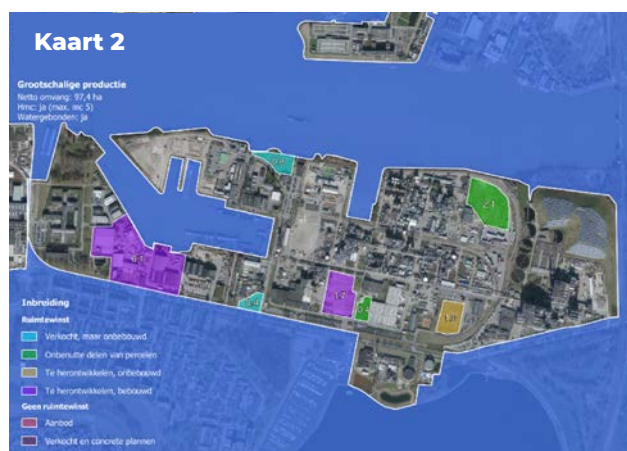 Kaart 2
Grootschalige productie
Netto omvang: 97,4 ha
Hmc: ja (max. mc 5)
Watergebonden: ja
2,1
Inbreiding
Ruimtewinst
Verkocht, maar onbebouwd
Onbenutte delen van percelen
Te herontwikkelen, onbebouwd
Te herontwikkelen, bebouwd
Geen ruimtewinst
Aanbod
Verkocht en concrete plannen